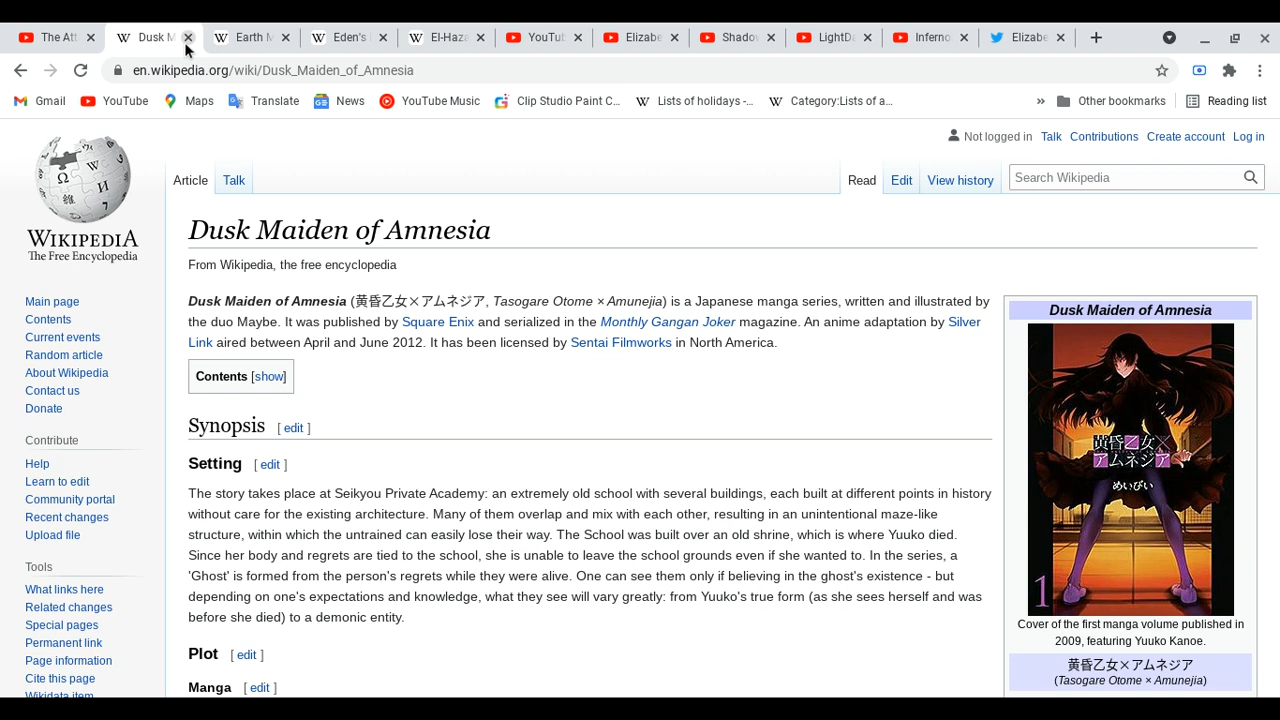 The Att
Dusk M
Earth M
Eden's
El-Haza
YouTu
Elizabe
Shadow
LightDa
Inferno
Elizabe
en.wikipedia.org/wiki/Dusk_Maiden_of_Amnesia
Gmail
YouTube
Maps
Translate
News
YouTube Music
Clip Studio Paint C...
Lists of holidays -...
Category:Lists of a...
Other bookmarks
Reading list
Not logged in Talk Contributions Create account Log in
Article Talk
Read Edit View history
Search Wikipedia
WIKIPEDIA
The Free Encyclopedia
Main page
Contents
Current events
Random article
About Wikipedia
Contact us
Donate
Contribute
Help
Learn to edit
Community portal
Recent changes
Upload file
Tools
What links here
Related changes
Special pages
Permanent link
Page information
Cite this page
Wikidata item
Dusk Maiden of Amnesia
From Wikipedia, the free encyclopedia
Dusk Maiden of Amnesia (黄昏乙女×アムネジア, Tasogare Otome × Amunejia) is a Japanese manga series, written and illustrated by
the duo Maybe. It was published by Square Enix and serialized in the Monthly Gangan Joker magazine. An anime adaptation by Silver
Link aired between April and June 2012. It has been licensed by Sentai Filmworks in North America.
Contents [show]
Synopsis [ edit ]
Setting [ edit ]
The story takes place at Seikyou Private Academy: an extremely old school with several buildings, each built at different points in history
without care for the existing architecture. Many of them overlap and mix with each other, resulting in an unintentional maze-like
structure, within which the untrained can easily lose their way. The School was built over an old shrine, which is where Yuuko died.
Since her body and regrets are tied to the school, she is unable to leave the school grounds even if she wanted to. In the series, a
'Ghost' is formed from the person's regrets while they were alive. One can see them only if believing in the ghost's existence - but
depending on one's expectations and knowledge, what they see will vary greatly: from Yuuko's true form (as she sees herself and was
before she died) to a demonic entity.
Plot [ edit ]
Manga [ edit ]
Dusk Maiden of Amnesia
黄昏乙女×
アムネジア
めいびい
1
Cover of the first manga volume published in
2009, featuring Yuuko Kanoe.
黄昏乙女×アムネジア
(Tasogare Otome × Amunejia)